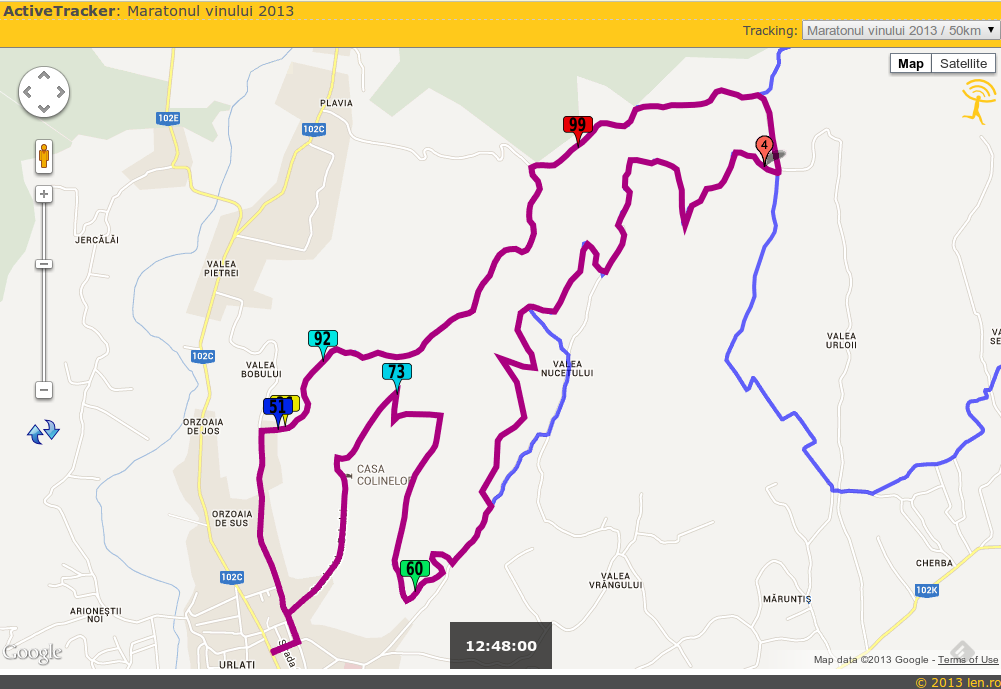 ActiveTracker: Maratonul vinului 2013
Tracking: Maratonul vinului 2013 / 50km
Map Satellite
PLAVIA
102E
102C
99
4
JERCĂLĂI
VALEA
PIETREI
92
VALEA
URLOII
102C
VALEA
BOBULUI
73
VALEA
NUCETULUI
51
ORZOAIA
DE JOS
CASA
COLINELOR
ORZOAIA
DE SUS
60
102C
VALEA
VRÂNGULUI
CHERBA
102K
MĂRUNȚIȘ
ARIONEȘTII
NOI
12:48:00
Google
URLATI
Map data ©2013 Google - Terms of Use
© 2013 len.ro